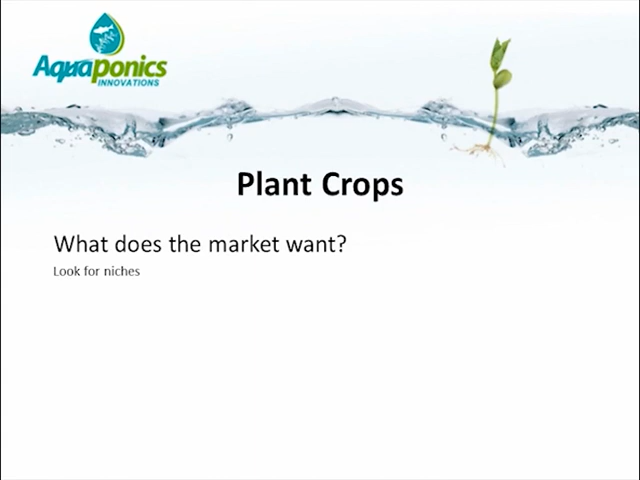 Aquaponics
INNOVATIONS
Plant Crops
What does the market want?
Look for niches